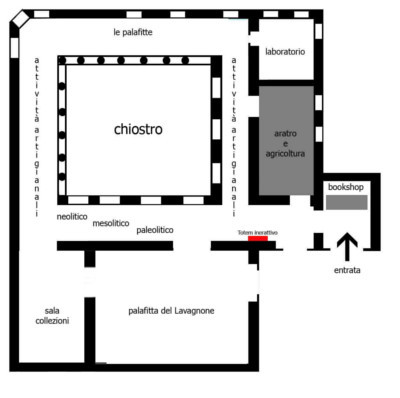 le palafitte
laboratorio
attività artigianali
attività artigianali
chiostro
aratro
e
agricoltura
bookshop
neolitico
mesolitico
paleolitico
Totem inerattivo
entrata
sala
collezioni
palafitta del Lavagnone